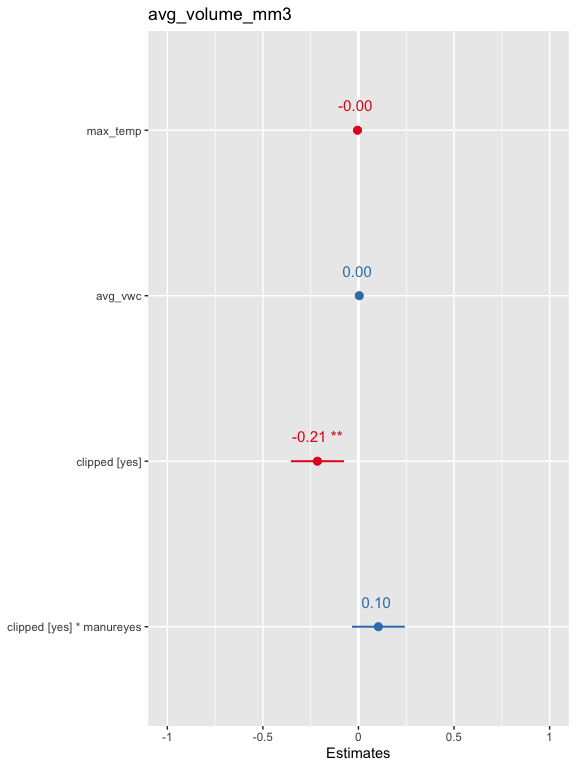 avg_volume_mm3
-0.00
max_temp
0.00
avg_vwc
-0.21 **
clipped [yes]
0.10
clipped [yes] * manureyes
-1 -0.5 0 0.5 1
Estimates